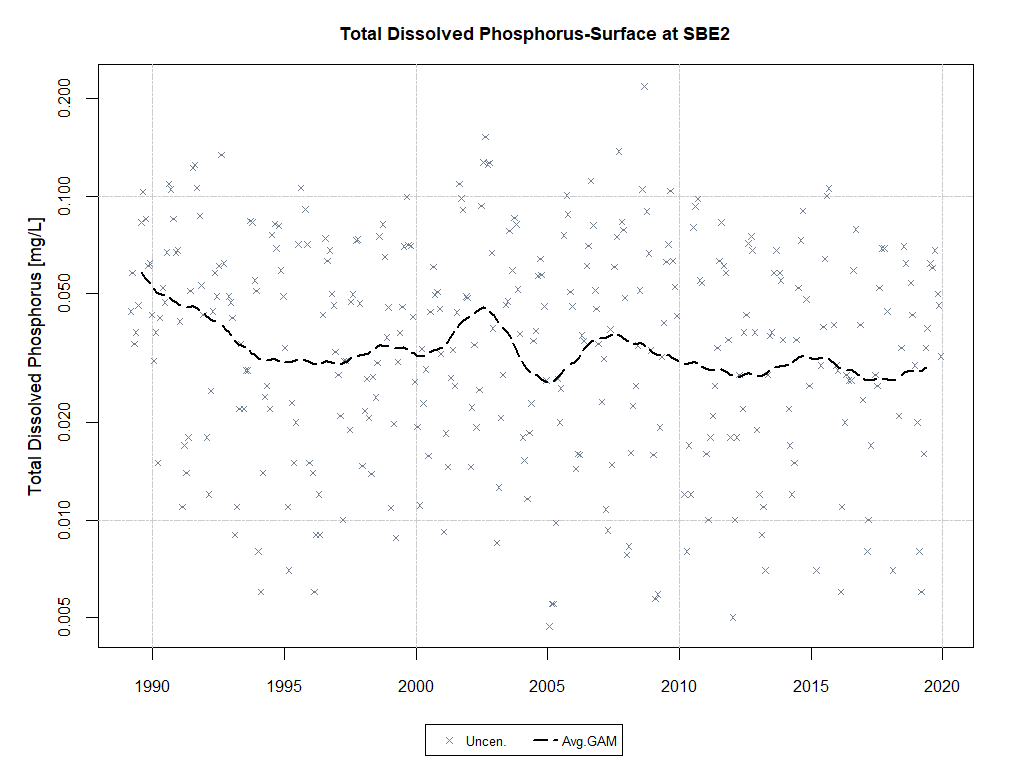 Total Dissolved Phosphorus-Surface at SBE2
Total Dissolved Phosphorus [mg/L]
0.200
0.100
0.050
0.020
0.010
0.005
1990 1995 2000 2005 2010 2015 2020
Uncen. Avg.GAM